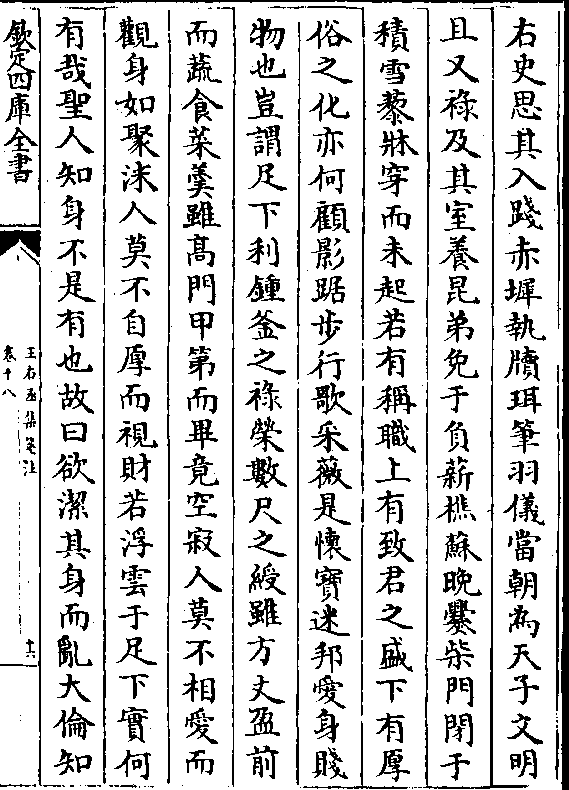 右史思其入踐赤墀執牘珥筆羽儀當朝為天子文明
且又祿及其室養昆弟免于負薪樵蘇晚爨柴門閉于
積雪藜牀穿而未起若有稱職上有致君之盛下有厚
俗之化亦何顧影踞步行歌采薇是懷寶迷邦愛身賤
物也豈謂足下利鍾釜之祿榮數尺之綬雖方丈盈前
而蔬食菜羮雖高門甲第而畢竟空寂人莫不相愛而
觀身如聚沫人莫不自厚而視財若浮雲于足下實何
有哉聖人知身不是有也故曰欲潔其身而亂大倫知
欽定四庫全書
王右丞集箋注
卷十八
十六